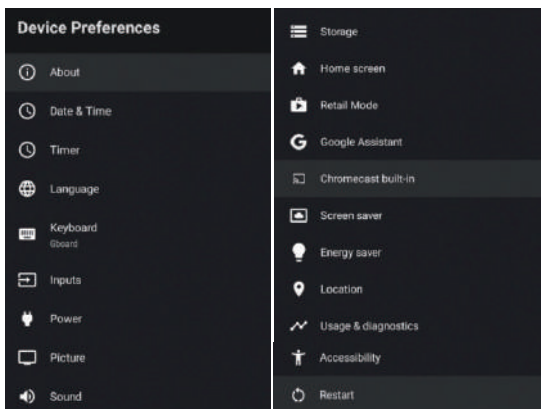 Device Preferences
About
Date & Time
Timer
Language
Keyboard
Gboard
Inputs
Power
Picture
Sound
Storage
Home screen
Retail Mode
Google Assistant
Chromecast built-in
Screen saver
Energy saver
Location
Usage & diagnostics
Accessibility
Restart